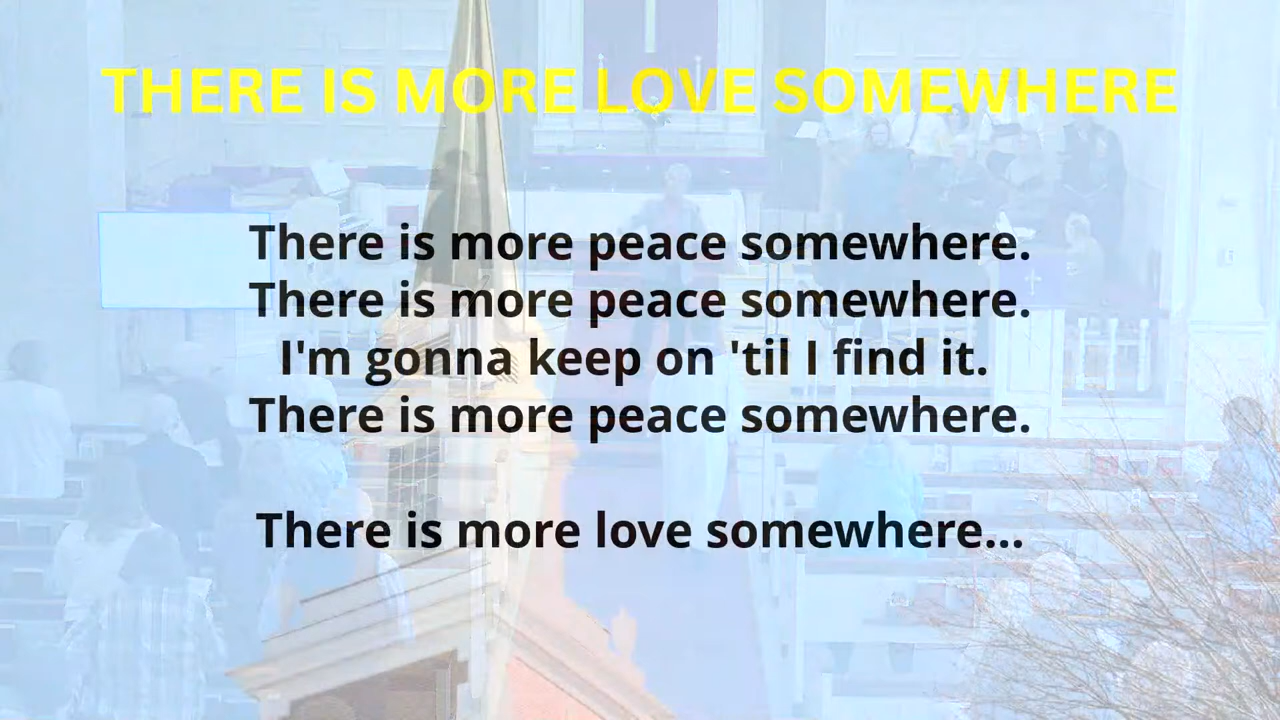 THERE IS MORE LOVE SOMEWHERE
There is more peace somewhere.
There is more peace somewhere.
I'm gonna keep on 'til I find it.
There is more peace somewhere.
There is more love somewhere...